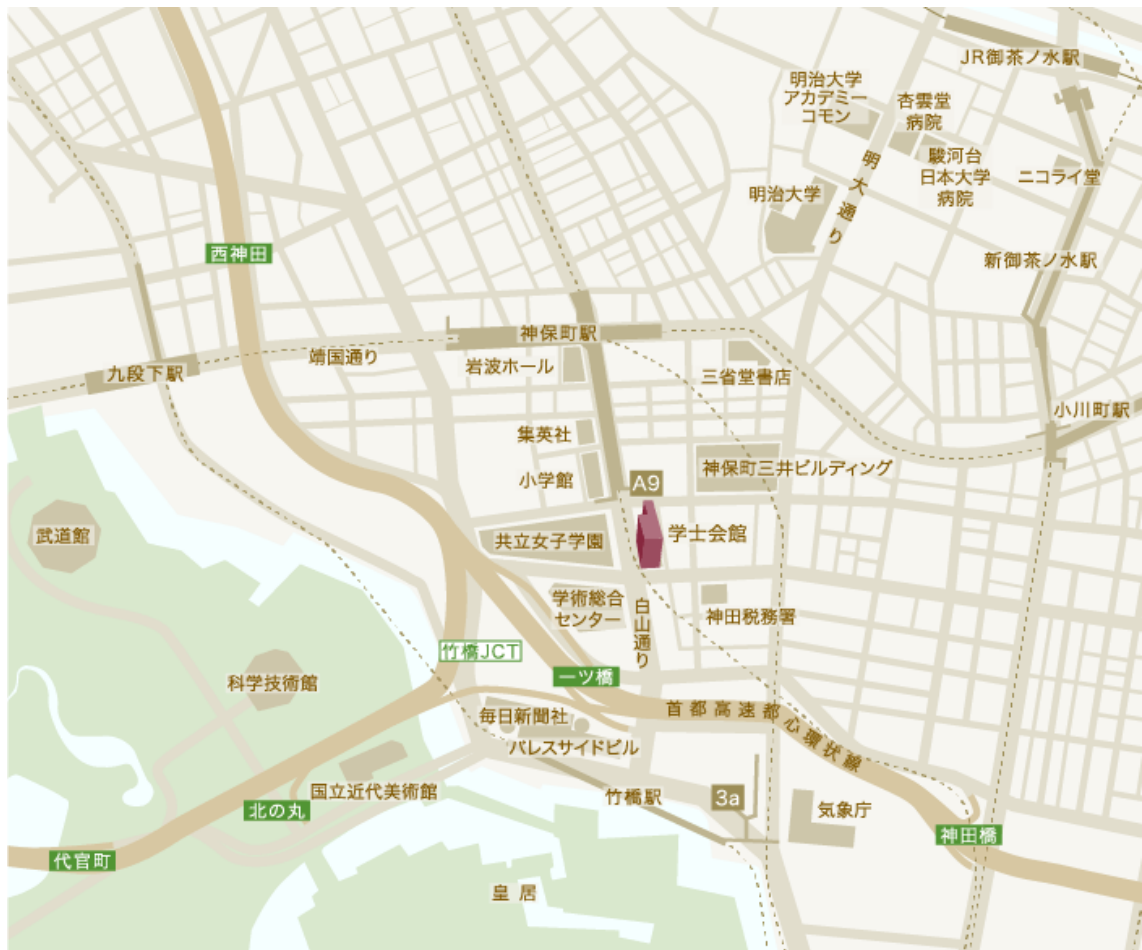 JR御茶ノ水駅
明治大学
アカデミー
コモン
杏雲堂
病院
駿河台
日本大学
病院
ニコライ堂
明大通り
明治大学
西神田
新御茶ノ水駅
神保町駅
靖国通り
九段下駅
岩波ホール
三省堂書店
小川町駅
集英社
小学館
神保町三井ビルディング
A9
武道館
共立女子学園
学士会館
学術総合
センター
白山通り
神田税務署
竹橋JCT
一ツ橋
科学技術館
首都高速都心環状線
毎日新聞社
パレスサイドビル
国立近代美術館
竹橋駅
3a
北の丸
気象庁
神田橋
代官町
皇居